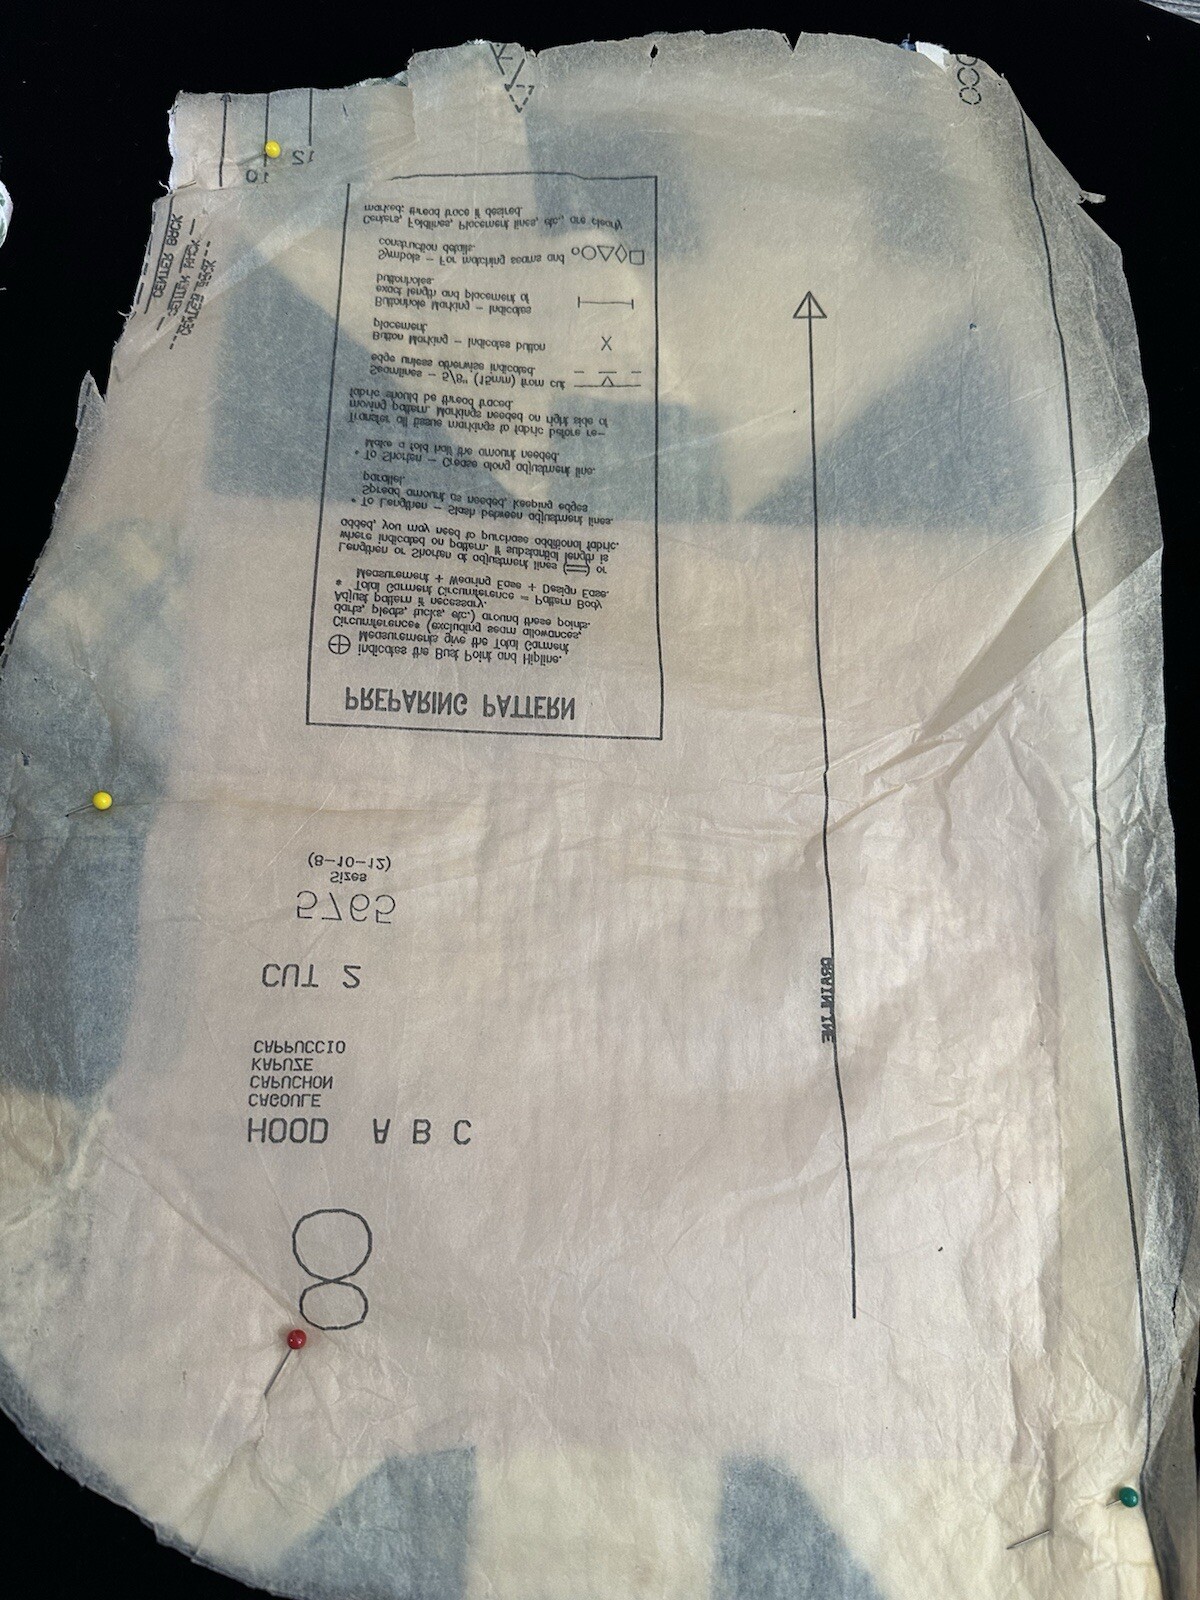 8
HOOD A B C
CAGOULE
CAPUCHON
KAPUZE
CAPPUCCIO
CUT 2
5765
Sizes
(8-10-12)
GRAINLINE
PREPARING PATTERN
indicates the Bust Point and Hipline.
Measurements give the Total Garment
Circumference* (excluding seam allowances,
darts, pleats, tucks, etc.) around these points.
Adjust pattern if necessary.
* Total Garment Circumference = Pattern Body
Measurement + Wearing Ease + Design Ease.
Lengthen or Shorten at adjustment lines (==) or
where indicated on pattern. If substantial length is
added, you may need to purchase additional fabric.
* To Lengthen - Slash between adjustment lines.
Spread amount as needed, keeping edges
parallel.
* To Shorten - Crease along adjustment line.
Make a fold half the amount needed.
Transfer all tissue markings to fabric before re-
moving pattern. Markings needed on right side of
fabric should be thread traced.
Seamlines - 5/8" (15mm) from cut
edge unless otherwise indicated.
X Button Marking - Indicates button
placement.
Buttonhole Marking - Indicates
exact length and placement of
buttonholes.
Symbols - For matching seams and
construction details.
Centers, Foldlines, Placement lines, etc., are clearly
marked; thread trace if desired.
CENTER BACK
CENTER BACK
CENTER BACK
10
12